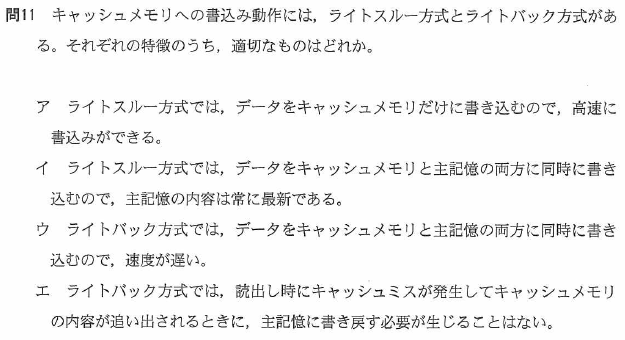 問11 キャッシュメモリへの書込み動作には，ライトスルー方式とライトバック方式があ
る。それぞれの特徴のうち，適切なものはどれか。
ア ライトスルー方式では，データをキャッシュメモリだけに書き込むので，高速に
書込みができる。
イ ライトスルー方式では，データをキャッシュメモリと主記憶の両方に同時に書き
込むので，主記憶の内容は常に最新である。
ウ ライトバック方式では，データをキャッシュメモリと主記憶の両方に同時に書き
込むので，速度が遅い。
エ ライトバック方式では，読出し時にキャッシュミスが発生してキャッシュメモリ
の内容が追い出されるときに，主記憶に書き戻す必要が生じることはない。